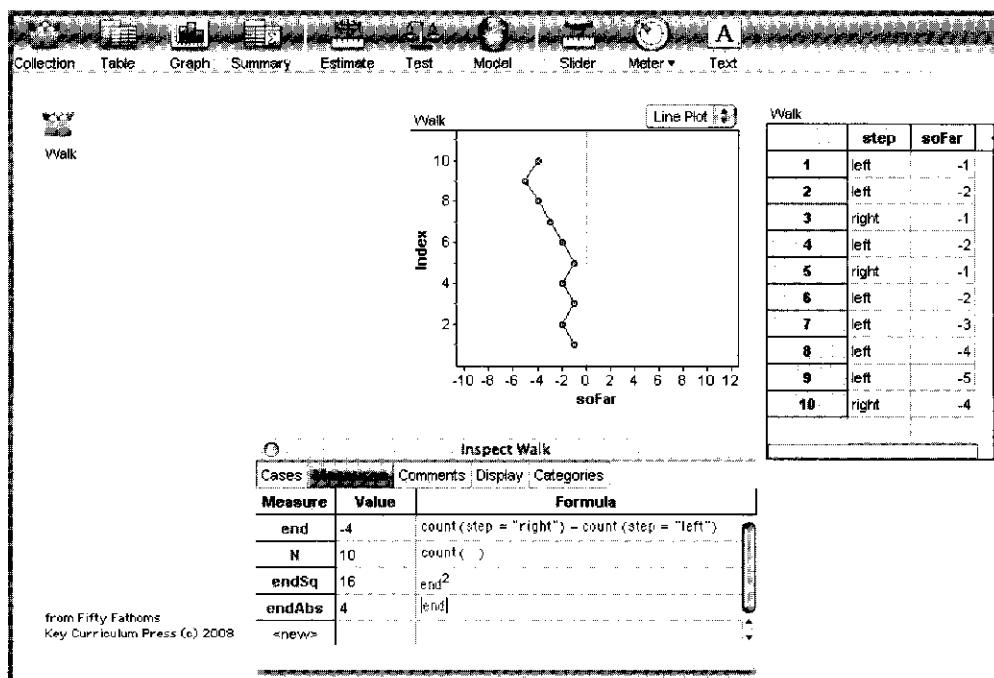 Collection Table Graph Summary Estimate Test Model Slider Meter Text
A
Walk
Walk
Line Plot
Index
10
8
6
4
2
-10 -8 -6 -4 -2 0 2 4 6 8 10 12
soFar
Walk
step soFar
1 left -1
2 left -2
3 right -1
4 left -2
5 right -1
6 left -2
7 left -3
8 left -4
9 left -5
10 right -4
Inspect Walk
Cases Comments Display Categories
Measure Value Formula
end -4 count(step = "right") - count(step = "left")
N 10 count( )
endSq 16 end²
endAbs 4 |end|
<new>
from Fifty Fathoms
Key Curriculum Press (c) 2008